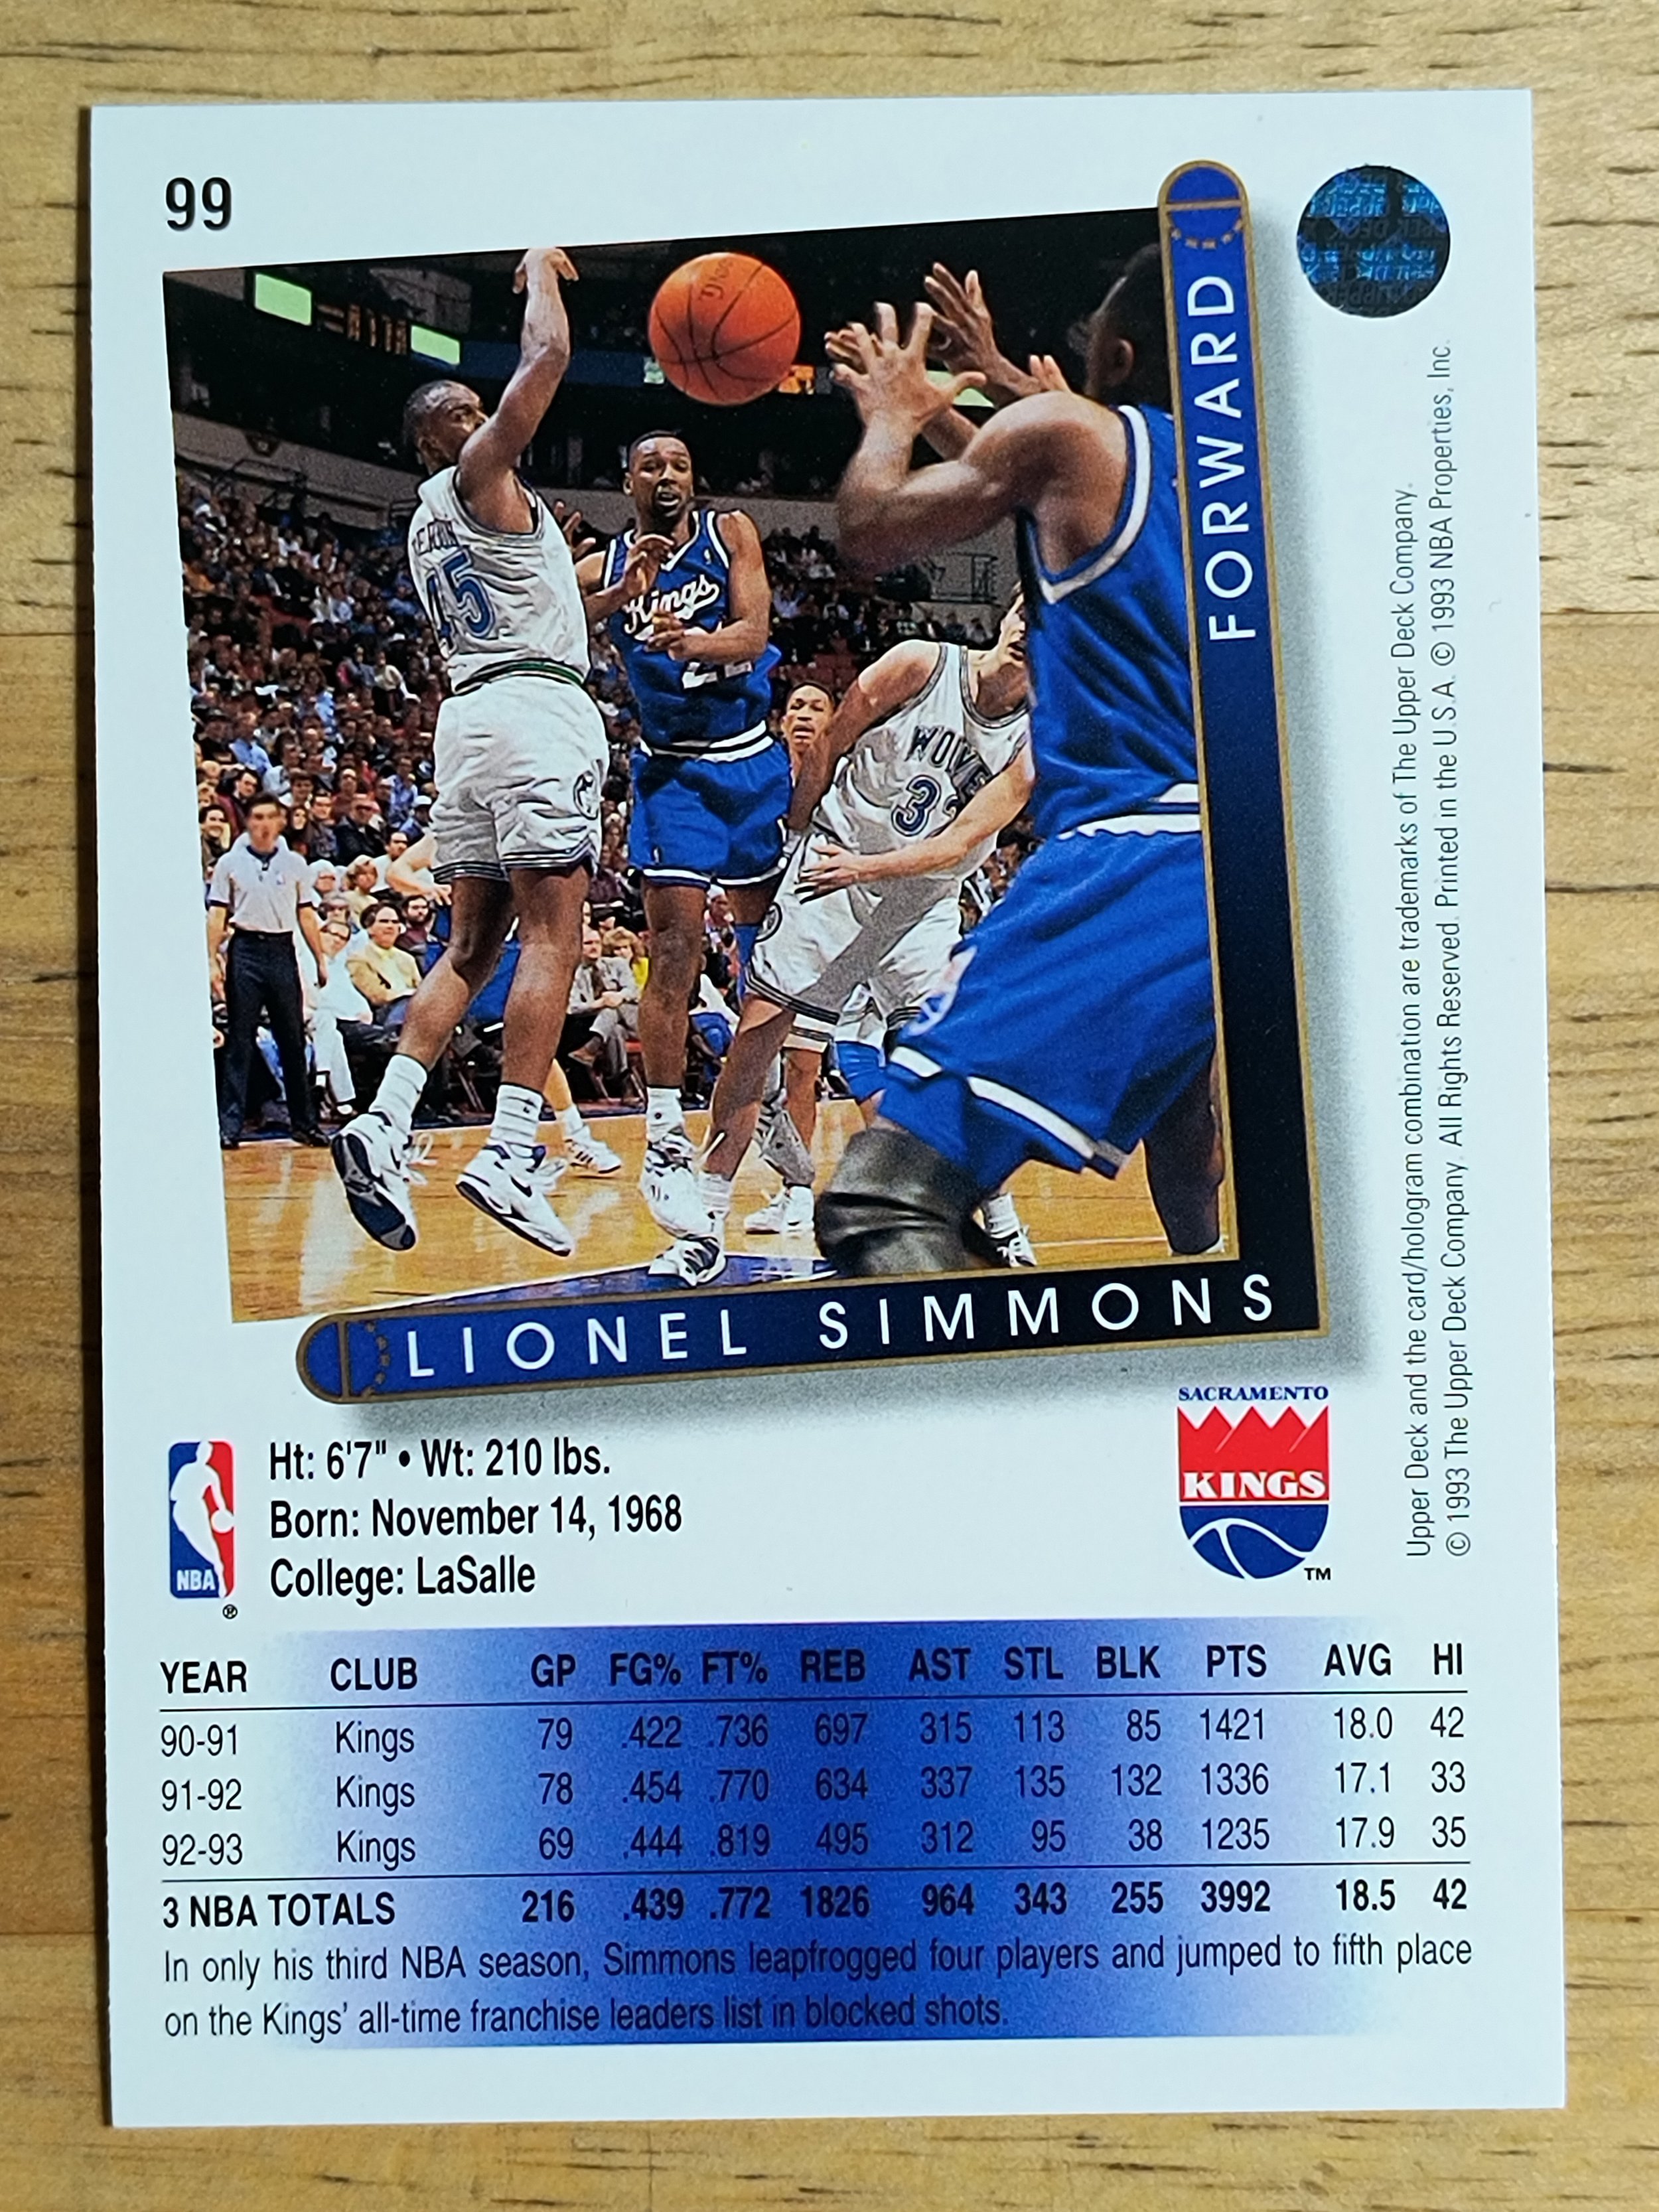 99
FORWARD
45
Kings
WOLVE
3
LIONEL SIMMONS
SACRAMENTO
KINGS
TM
NBA
®
Ht: 6'7" • Wt: 210 lbs.
Born: November 14, 1968
College: LaSalle
YEAR CLUB GP FG% FT% REB AST STL BLK PTS AVG HI
90-91 Kings 79 .422 .736 697 315 113 85 1421 18.0 42
91-92 Kings 78 .454 .770 634 337 135 132 1336 17.1 33
92-93 Kings 69 .444 .819 495 312 95 38 1235 17.9 35
3 NBA TOTALS 216 .439 .772 1826 964 343 255 3992 18.5 42
In only his third NBA season, Simmons leapfrogged four players and jumped to fifth place
on the Kings' all-time franchise leaders list in blocked shots.
Upper Deck and the card/hologram combination are trademarks of The Upper Deck Company.
© 1993 The Upper Deck Company. All Rights Reserved. Printed in the U.S.A. © 1993 NBA Properties, Inc.